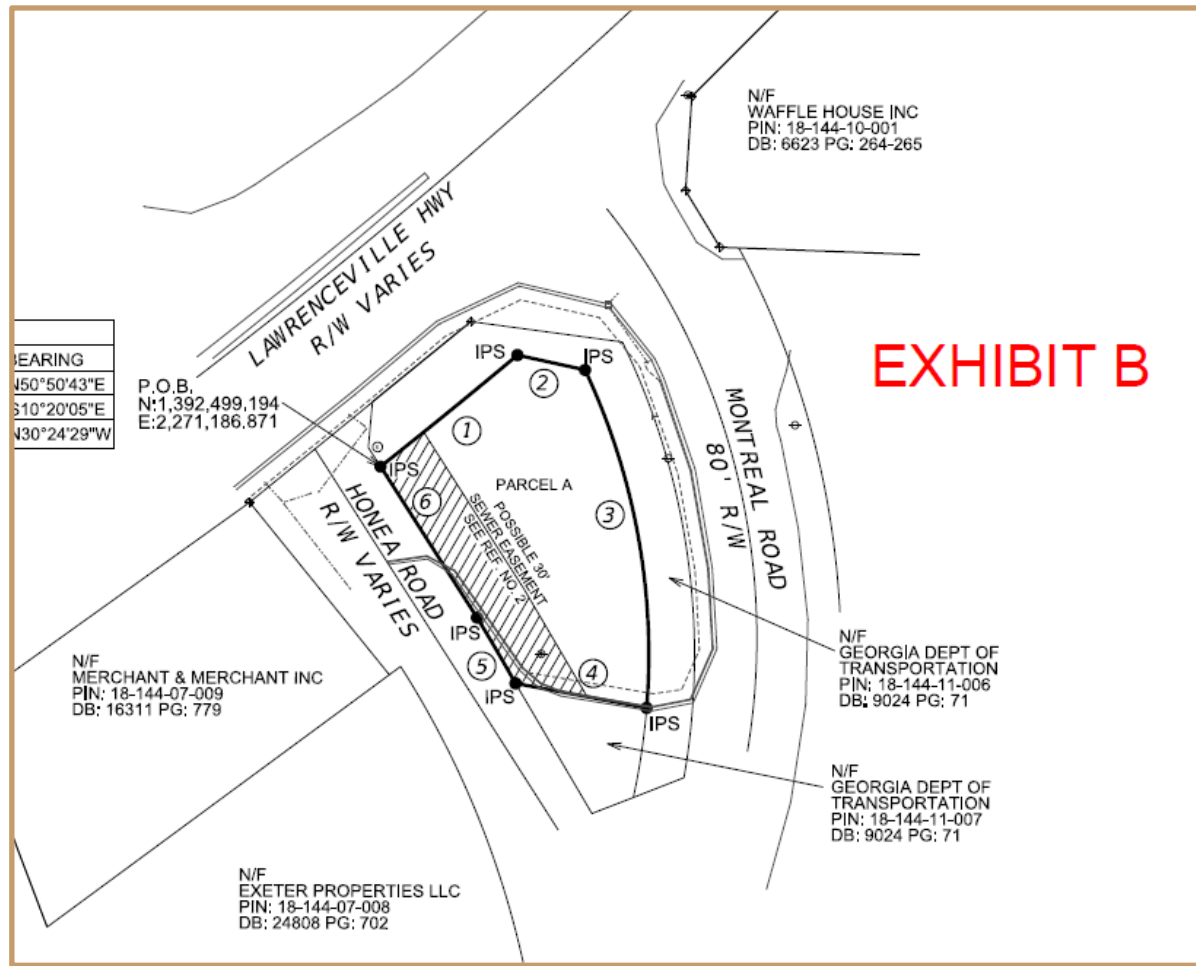 N/F
WAFFLE HOUSE INC
PIN: 18-144-10-001
DB: 6623 PG: 264-265
LAWRENCEVILLE HWY
R/W VARIES
EXHIBIT B
BEARING
N50°50'43"E
S10°20'05"E
N30°24'29"W
P.O.B.
N:1,392,499.194
E:2,271,186.871
IPS
IPS
2
1
IPS
6
PARCEL A
POSSIBLE 30'
SEWER EASEMENT
SEE REF. NO. 2
3
MONTREAL ROAD
80' R/W
HONEA ROAD
R/W VARIES
IPS
5
4
IPS
IPS
N/F
MERCHANT & MERCHANT INC
PIN: 18-144-07-009
DB: 16311 PG: 779
N/F
GEORGIA DEPT OF
TRANSPORTATION
PIN: 18-144-11-006
DB: 9024 PG: 71
N/F
GEORGIA DEPT OF
TRANSPORTATION
PIN: 18-144-11-007
DB: 9024 PG: 71
N/F
EXETER PROPERTIES LLC
PIN: 18-144-07-008
DB: 24808 PG: 702